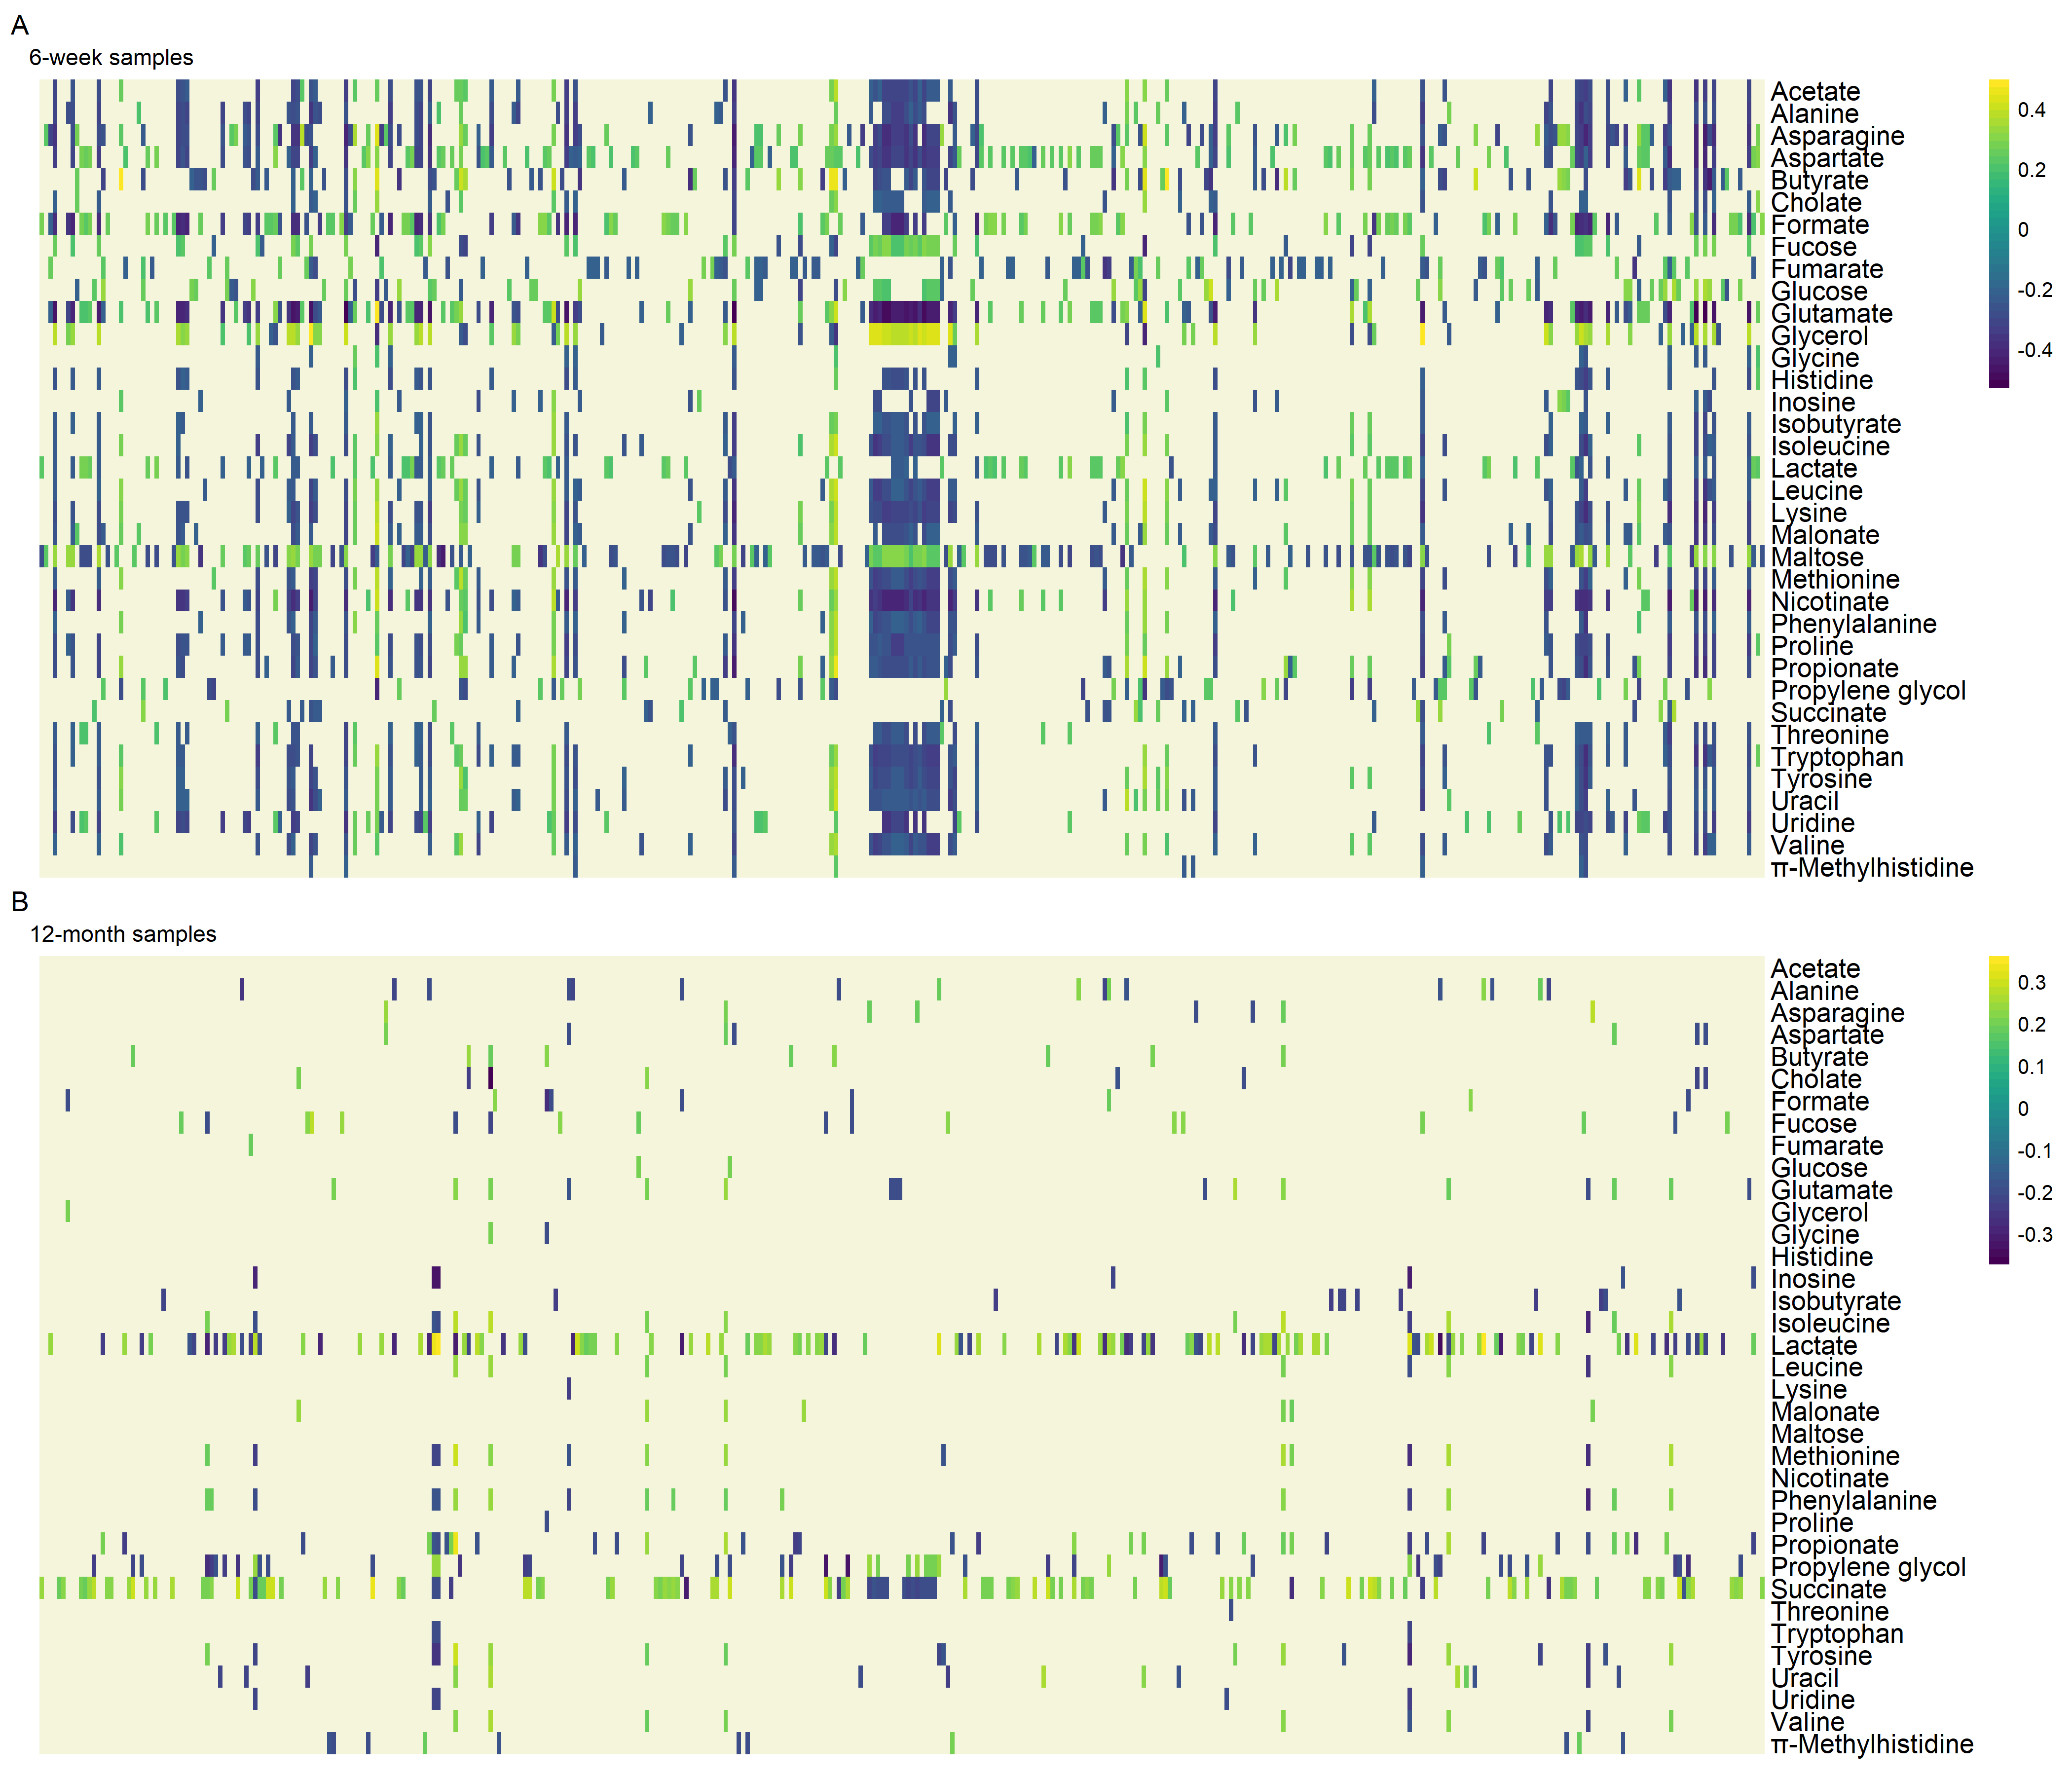 A
6-week samples
Acetate
Alanine
Asparagine
Aspartate
Butyrate
Cholate
Formate
Fucose
Fumarate
Glucose
Glutamate
Glycerol
Glycine
Histidine
Inosine
Isobutyrate
Isoleucine
Lactate
Leucine
Lysine
Malonate
Maltose
Methionine
Nicotinate
Phenylalanine
Proline
Propionate
Propylene glycol
Succinate
Threonine
Tryptophan
Tyrosine
Uracil
Uridine
Valine
π-Methylhistidine
0.4
0.2
0
-0.2
-0.4
B
12-month samples
Acetate
Alanine
Asparagine
Aspartate
Butyrate
Cholate
Formate
Fucose
Fumarate
Glucose
Glutamate
Glycerol
Glycine
Histidine
Inosine
Isobutyrate
Isoleucine
Lactate
Leucine
Lysine
Malonate
Maltose
Methionine
Nicotinate
Phenylalanine
Proline
Propionate
Propylene glycol
Succinate
Threonine
Tryptophan
Tyrosine
Uracil
Uridine
Valine
π-Methylhistidine
0.3
0.2
0.1
0
-0.1
-0.2
-0.3